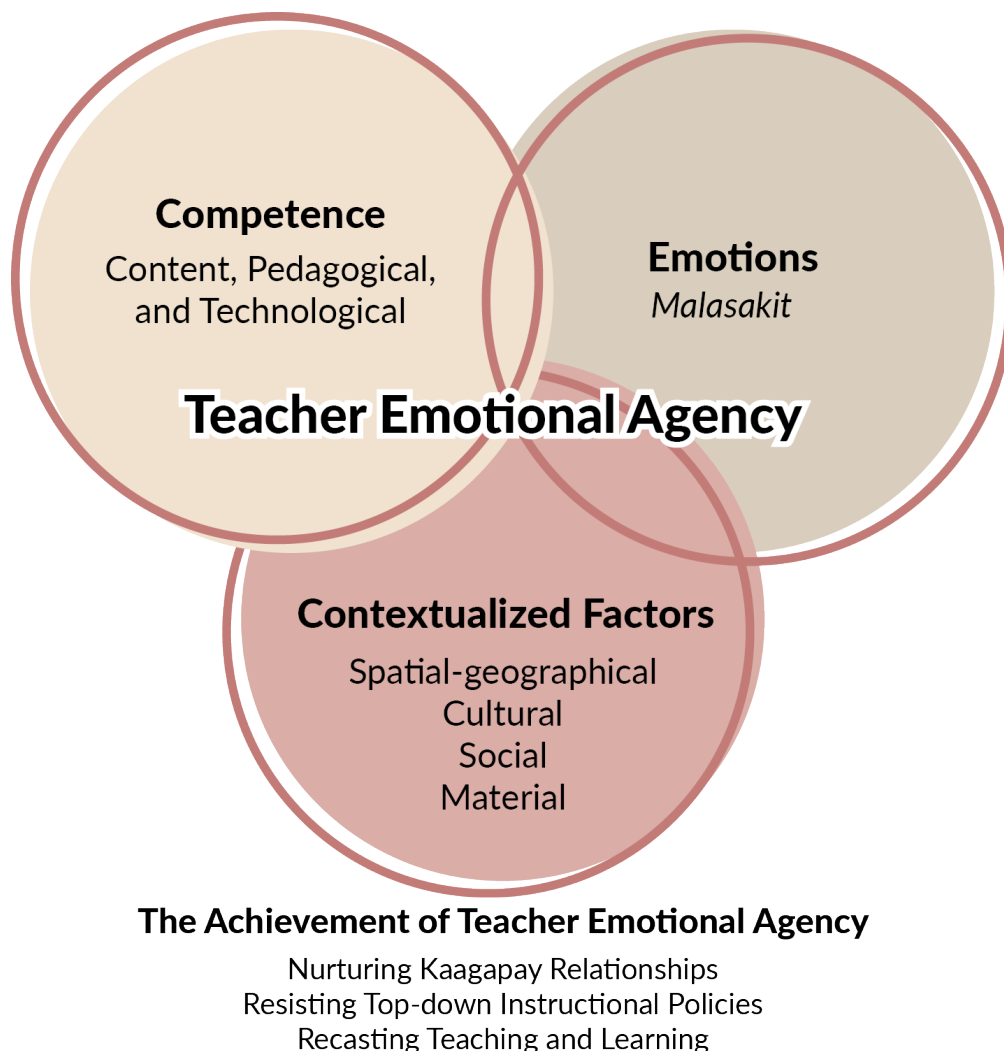 Competence
Content, Pedagogical,
and Technological
Emotions
Malasakit
Teacher Emotional Agency
Contextualized Factors
Spatial-geographical
Cultural
Social
Material
The Achievement of Teacher Emotional Agency
Nurturing Kaagapay Relationships
Resisting Top-down Instructional Policies
Recasting Teaching and Learning